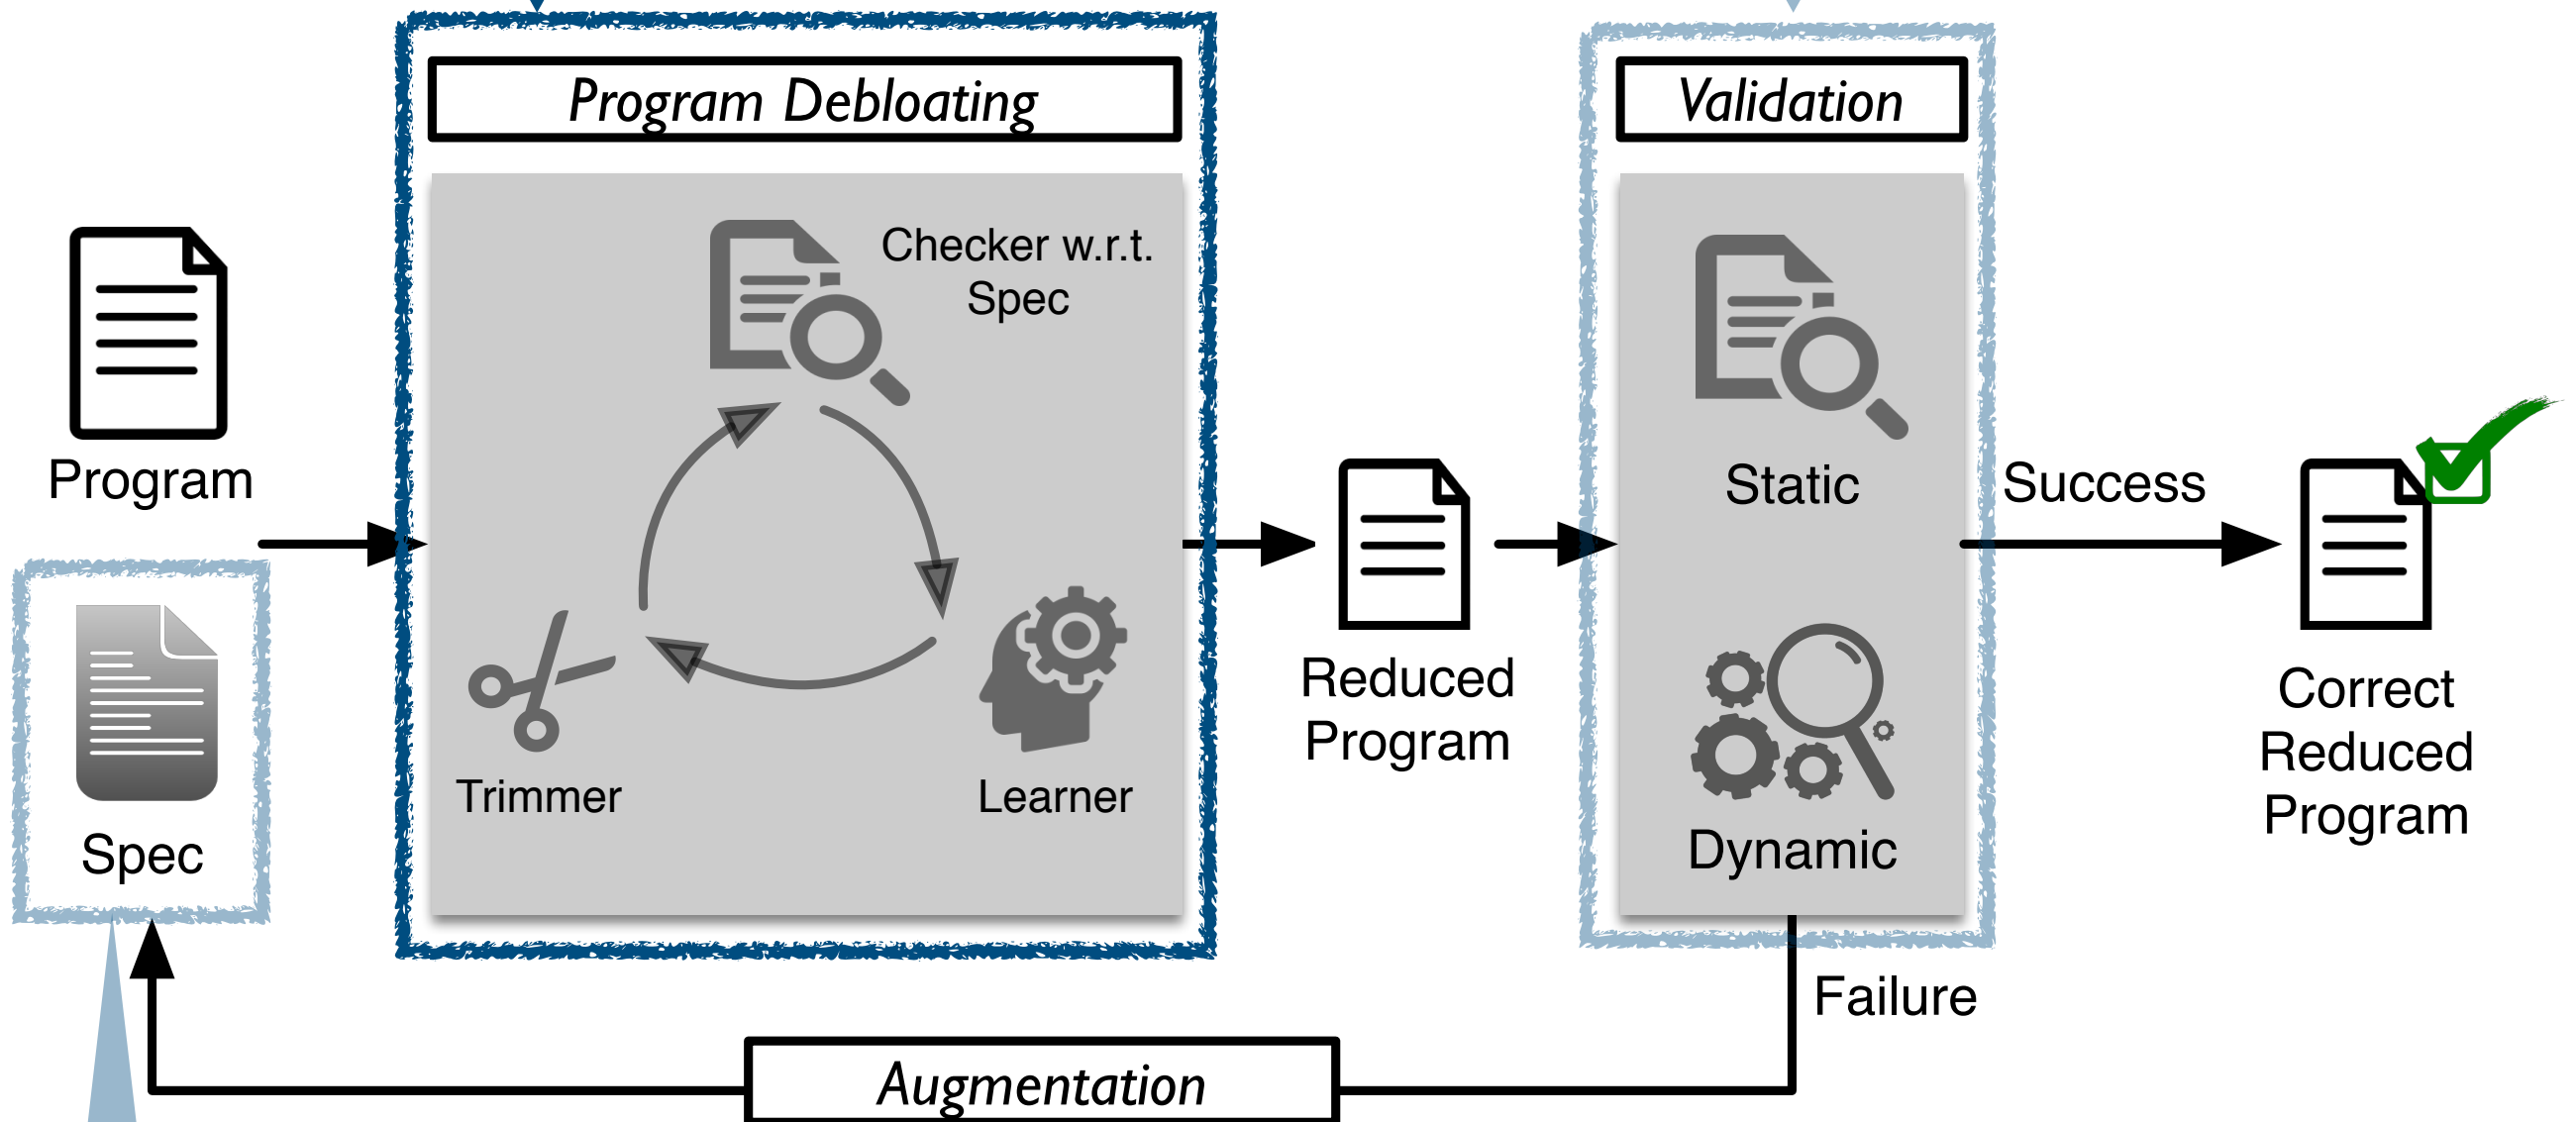 Program Debloating
Validation
Checker w.r.t.
Spec
Program
Static
Success
Reduced
Program
Correct
Reduced
Program
Trimmer
Learner
Spec
Dynamic
Failure
Augmentation